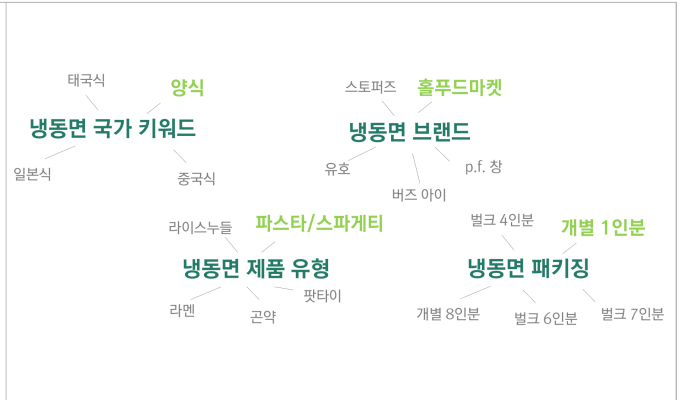 태국식
양식
냉동면 국가 키워드
일본식
중국식
스토퍼즈
홀푸드마켓
냉동면 브랜드
유호
p.f. 창
버즈 아이
라이스누들
파스타/스파게티
냉동면 제품 유형
팟타이
라멘
곤약
벌크 4인분
개별 1인분
냉동면 패키징
개별 8인분
벌크 6인분
벌크 7인분